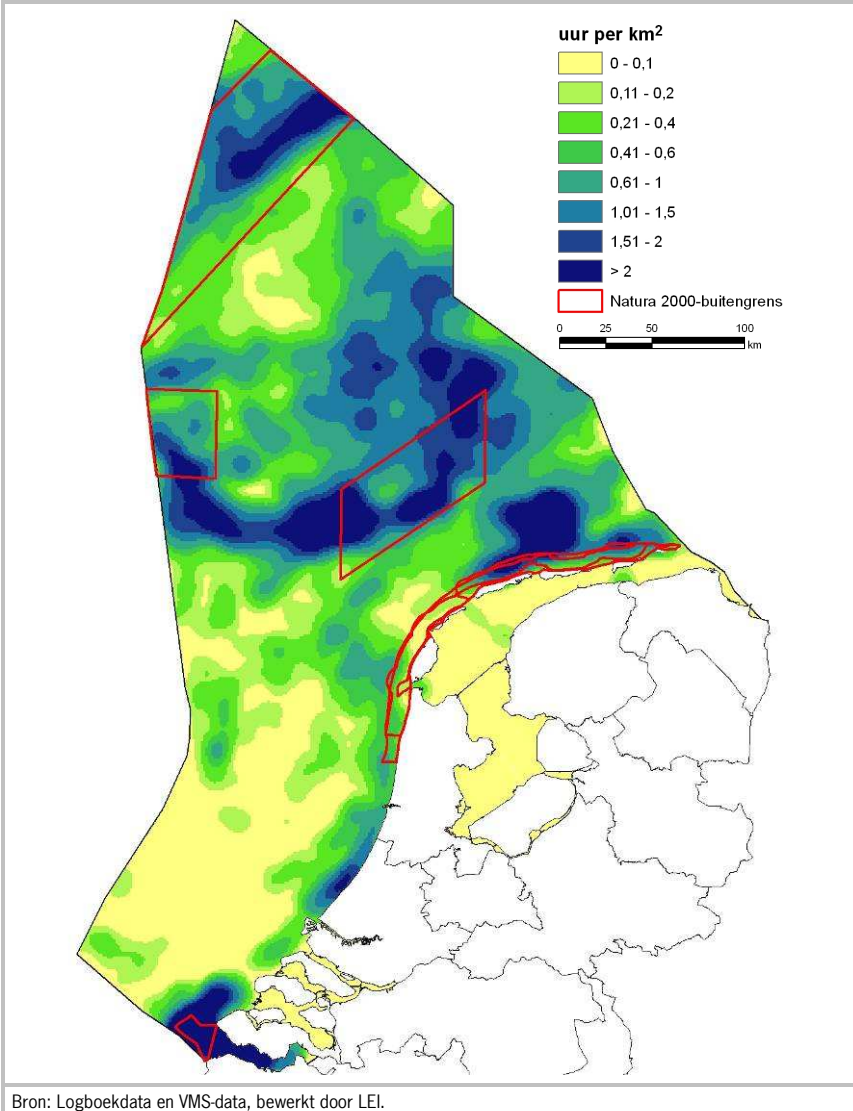 uur per km²
0 - 0,1
0,11 - 0,2
0,21 - 0,4
0,41 - 0,6
0,61 - 1
1,01 - 1,5
1,51 - 2
> 2
Natura 2000-buitengrens
0 25 50 100
km
Bron: Logboekdata en VMS-data, bewerkt door LEI.